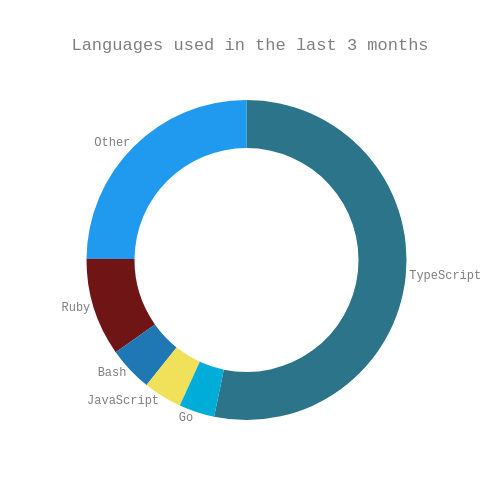 Languages used in the last 3 months
Other
TypeScript
Ruby
Bash
JavaScript
Go